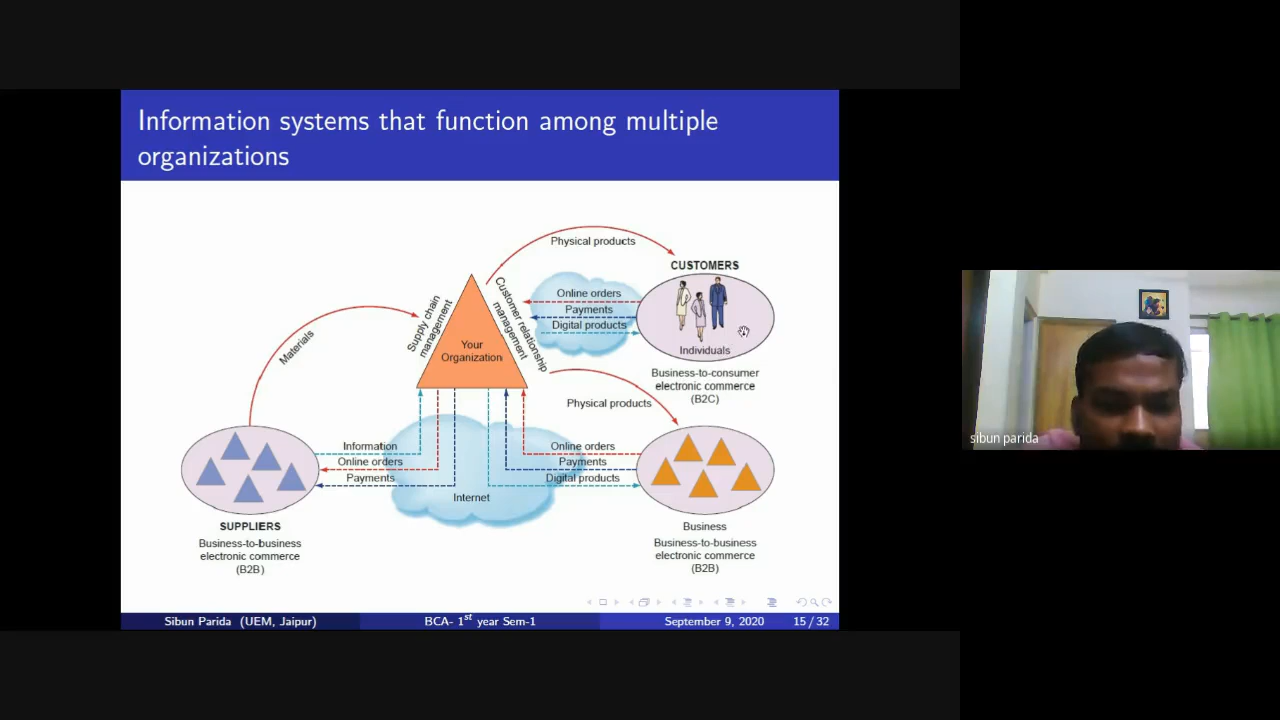 Information systems that function among multiple
organizations
Physical products
CUSTOMERS
Online orders
Payments
Digital products
Individuals
Business-to-consumer
electronic commerce
(B2C)
Supply chain
management
Customer relationship
management
Your
Organization
Materials
Physical products
Information
Online orders
Payments
Internet
Online orders
Payments
Digital products
SUPPLIERS
Business-to-business
electronic commerce
(B2B)
Business
Business-to-business
electronic commerce
(B2B)
Sibun Parida (UEM, Jaipur)
BCA- 1st year Sem-1
September 9, 2020
15 / 32
sibun parida